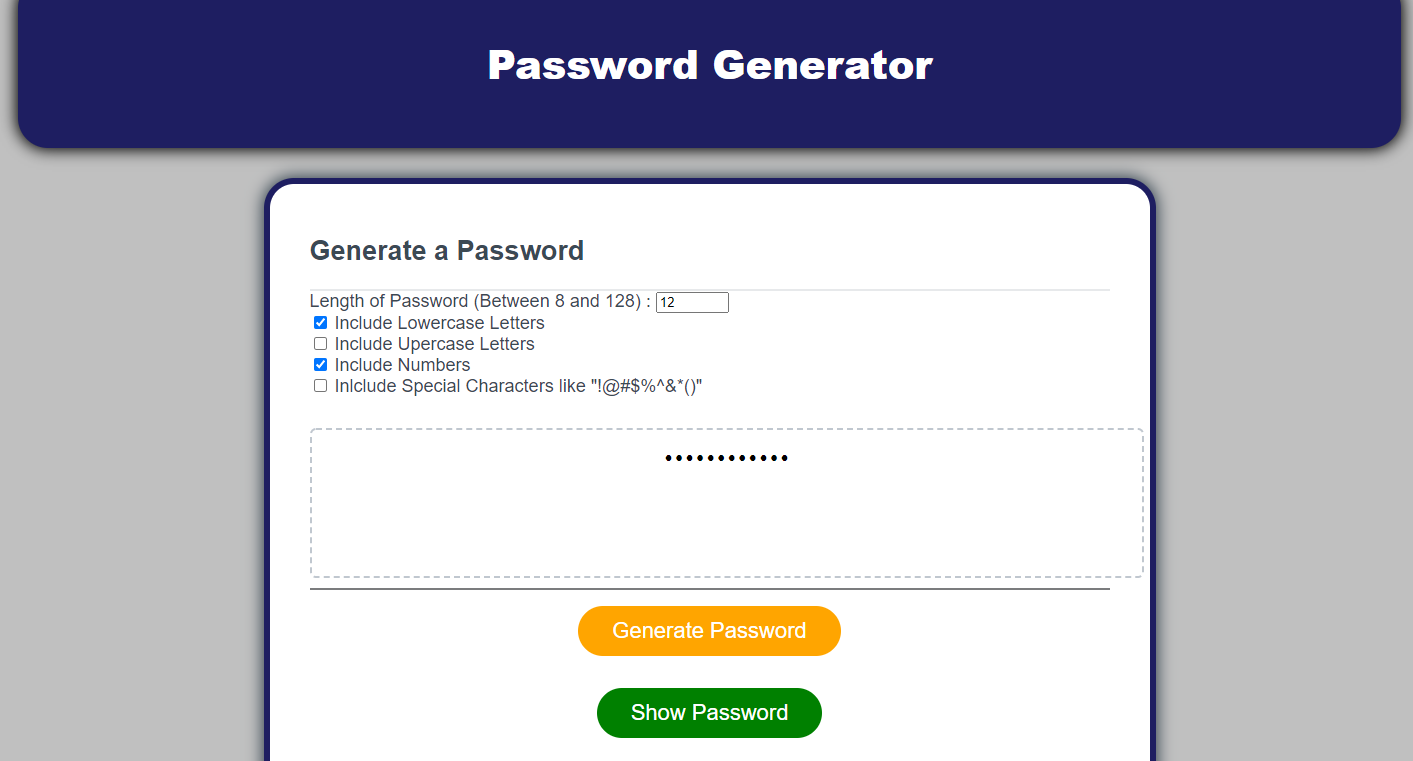 Password Generator
Generate a Password
Length of Password (Between 8 and 128) : 12
Include Lowercase Letters
Include Upercase Letters
Include Numbers
Inlclude Special Characters like "!@#$%^&*()"
••••••••••••
Generate Password
Show Password